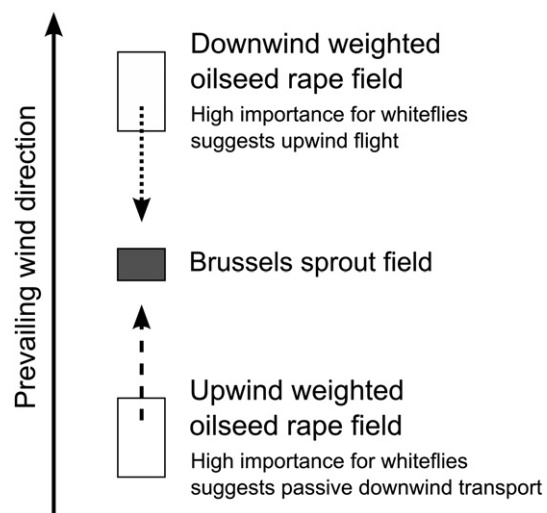 Prevailing wind direction
Downwind weighted
oilseed rape field
High importance for whiteflies
suggests upwind flight
Brussels sprout field
Upwind weighted
oilseed rape field
High importance for whiteflies
suggests passive downwind transport